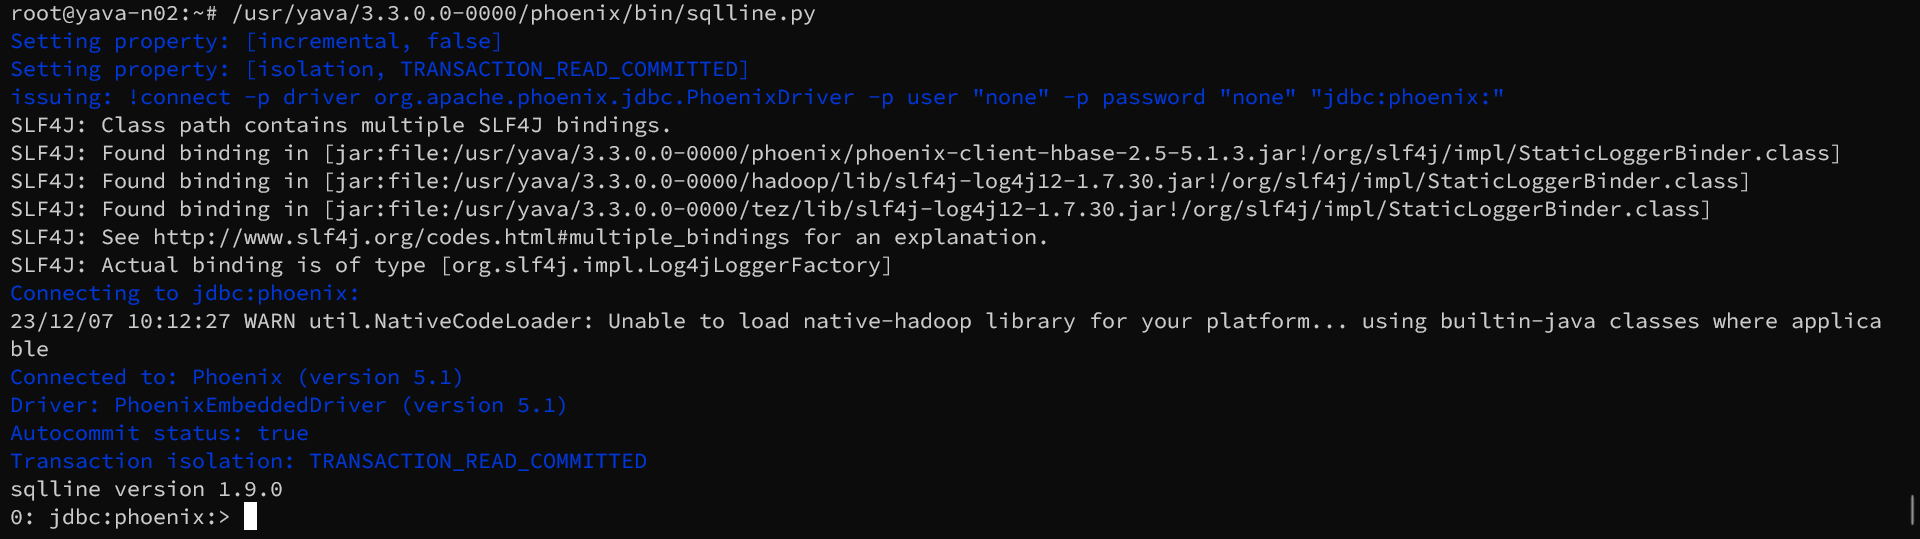 root@yava-n02:~# /usr/yava/3.3.0.0-0000/phoenix/bin/sqlline.py
Setting property: [incremental, false]
Setting property: [isolation, TRANSACTION_READ_COMMITTED]
issuing: !connect -p driver org.apache.phoenix.jdbc.PhoenixDriver -p user "none" -p password "none" "jdbc:phoenix:"
SLF4J: Class path contains multiple SLF4J bindings.
SLF4J: Found binding in [jar:file:/usr/yava/3.3.0.0-0000/phoenix/phoenix-client-hbase-2.5-5.1.3.jar!/org/slf4j/impl/StaticLoggerBinder.class]
SLF4J: Found binding in [jar:file:/usr/yava/3.3.0.0-0000/hadoop/lib/slf4j-log4j12-1.7.30.jar!/org/slf4j/impl/StaticLoggerBinder.class]
SLF4J: Found binding in [jar:file:/usr/yava/3.3.0.0-0000/tez/lib/slf4j-log4j12-1.7.30.jar!/org/slf4j/impl/StaticLoggerBinder.class]
SLF4J: See http://www.slf4j.org/codes.html#multiple_bindings for an explanation.
SLF4J: Actual binding is of type [org.slf4j.impl.Log4jLoggerFactory]
Connecting to jdbc:phoenix:
23/12/07 10:12:27 WARN util.NativeCodeLoader: Unable to load native-hadoop library for your platform... using builtin-java classes where applica
ble
Connected to: Phoenix (version 5.1)
Driver: PhoenixEmbeddedDriver (version 5.1)
Autocommit status: true
Transaction isolation: TRANSACTION_READ_COMMITTED
sqlline version 1.9.0
0: jdbc:phoenix:>